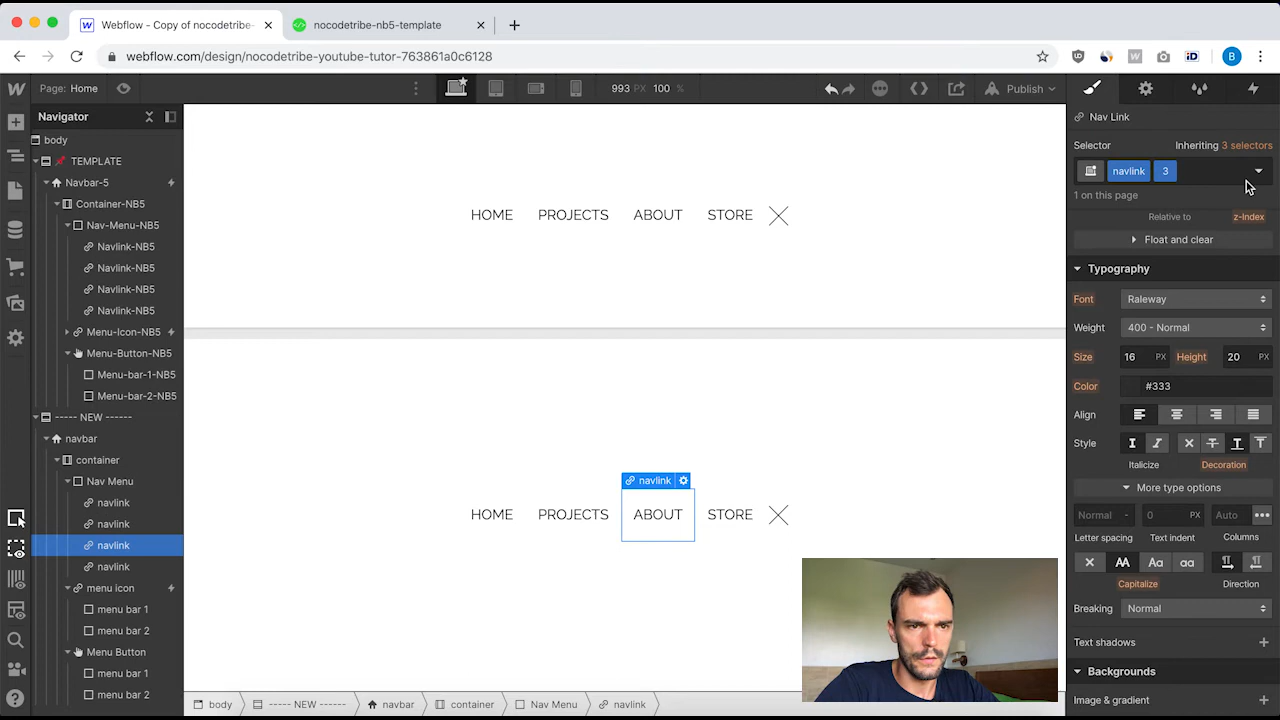 Webflow - Copy of nocodetribe-
nocodetribe-nb5-template
webflow.com/design/nocodetribe-youtube-tutor-763861a0c6128
B
Page: Home
993 PX 100 %
Publish
Navigator
body
TEMPLATE
Navbar-5
Container-NB5
Nav-Menu-NB5
Navlink-NB5
Navlink-NB5
Navlink-NB5
Navlink-NB5
Menu-Icon-NB5
Menu-Button-NB5
Menu-bar-1-NB5
Menu-bar-2-NB5
----- NEW ------
navbar
container
Nav Menu
navlink
navlink
navlink
navlink
menu icon
menu bar 1
menu bar 2
Menu Button
menu bar 1
menu bar 2
HOME PROJECTS ABOUT STORE
navlink
HOME PROJECTS ABOUT STORE
body
----- NEW ------
navbar
container
Nav Menu
navlink
Nav Link
Selector Inheriting 3 selectors
navlink 3
1 on this page
Relative to z-Index
Float and clear
Typography
Font Raleway
Weight 400 - Normal
Size 16 PX Height 20 PX
Color #333
Align
Style
Italicize Decoration
More type options
Normal - 0 PX Auto
Letter spacing Text indent Columns
AA Aa aa
Capitalize Direction
Breaking Normal
Text shadows
Backgrounds
Image & gradient